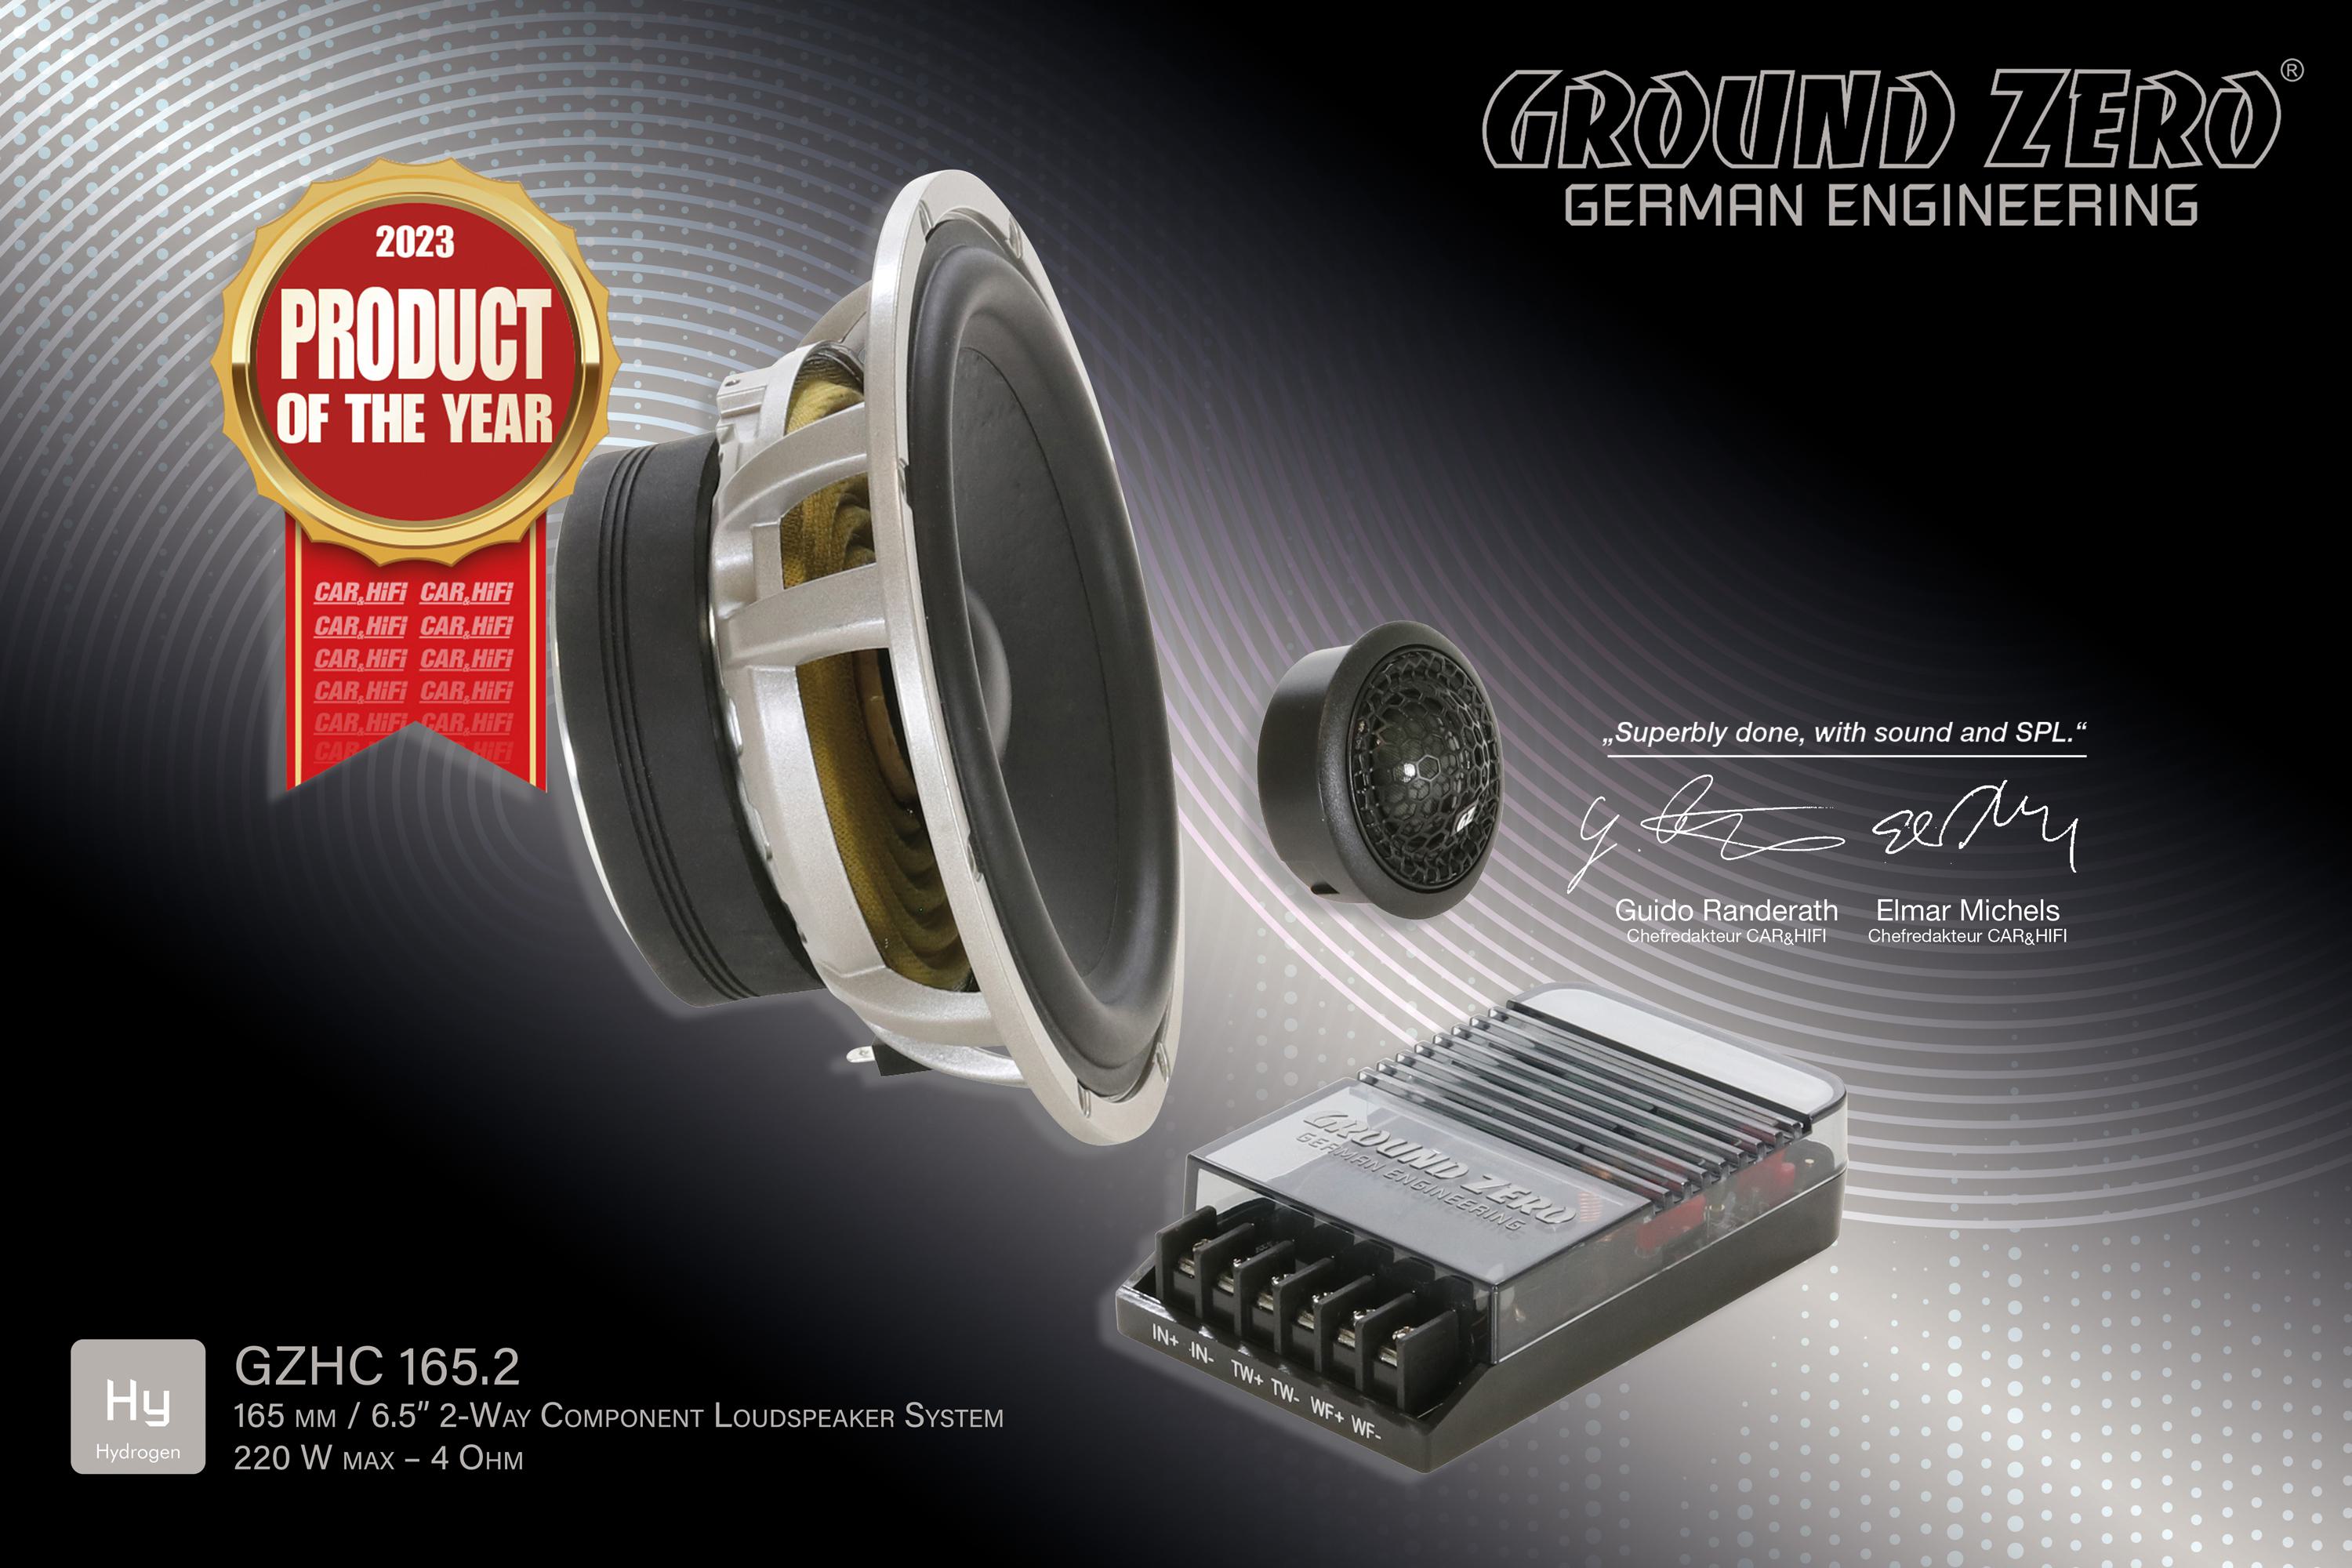 GROUND ZERO®
GERMAN ENGINEERING
2023
PRODUCT
OF THE YEAR
CAR&HiFi CAR&HiFi
CAR&HiFi CAR&HiFi
CAR&HiFi CAR&HiFi
CAR&HiFi CAR&HiFi
CAR&HiFi CAR&HiFi
CAR HiFi
GZ
„Superbly done, with sound and SPL.“
Guido Randerath Elmar Michels
Chefredakteur CAR&HIFI Chefredakteur CAR&HIFI
GROUND ZERO
GERMAN ENGINEERING
IN+ IN- TW+ TW- WF+ WF-
Hy
Hydrogen
GZHC 165.2
165 mm / 6.5" 2-Way Component Loudspeaker System
220 W max – 4 Ohm